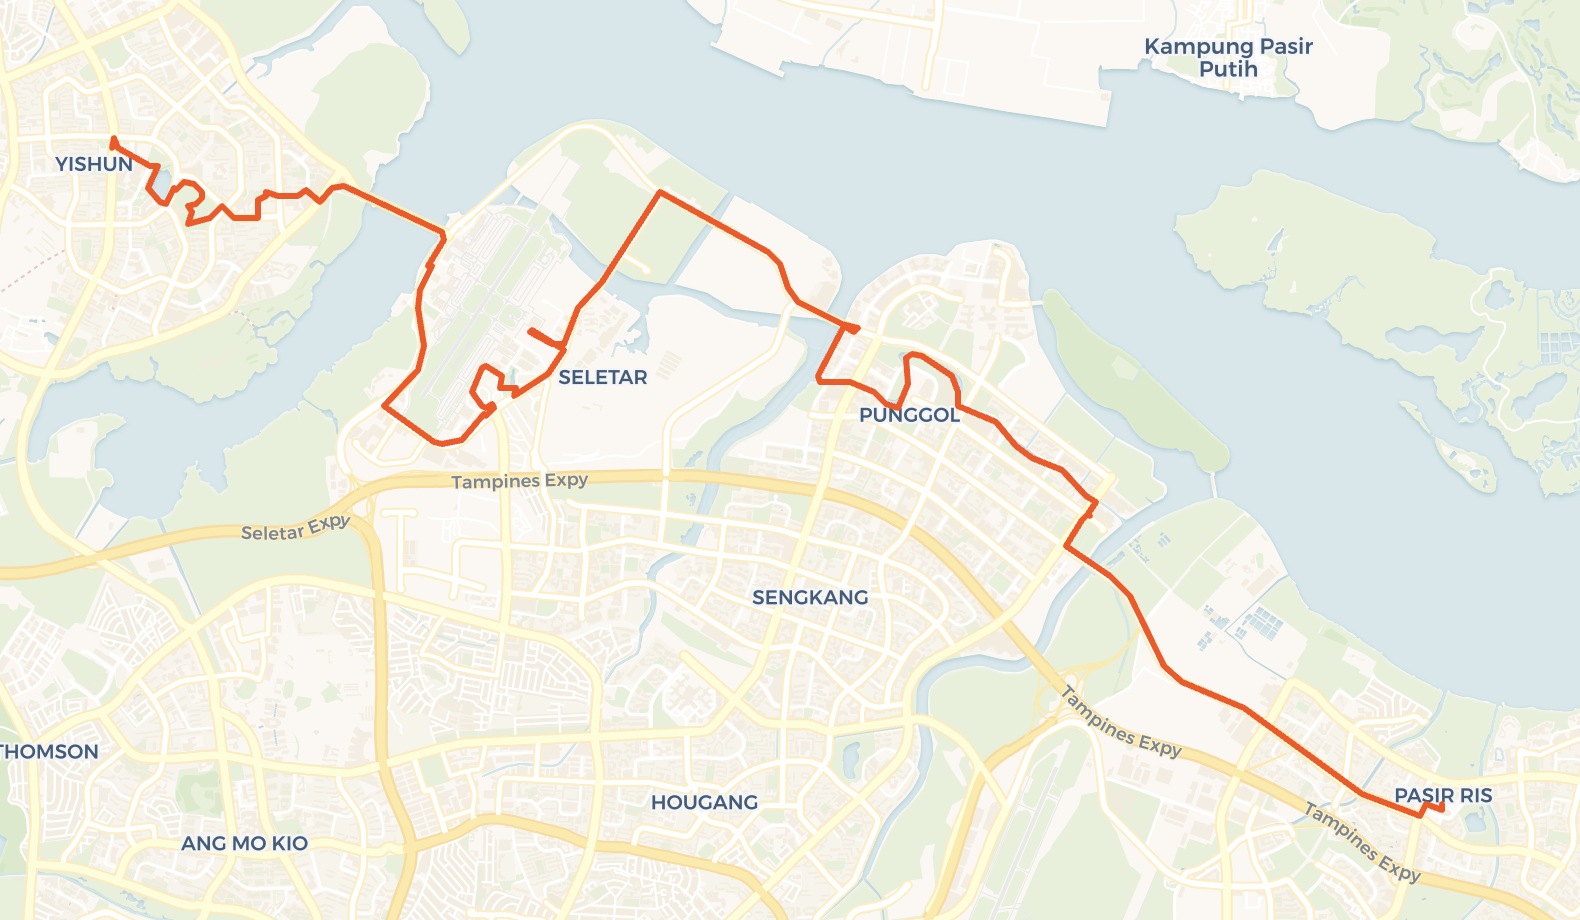 Kampung Pasir
Putih
YISHUN
SELETAR
PUNGGOL
Tampines Expy
Seletar Expy
SENGKANG
Tampines Expy
THOMSON
HOUGANG
PASIR RIS
ANG MO KIO
Tampines Expy